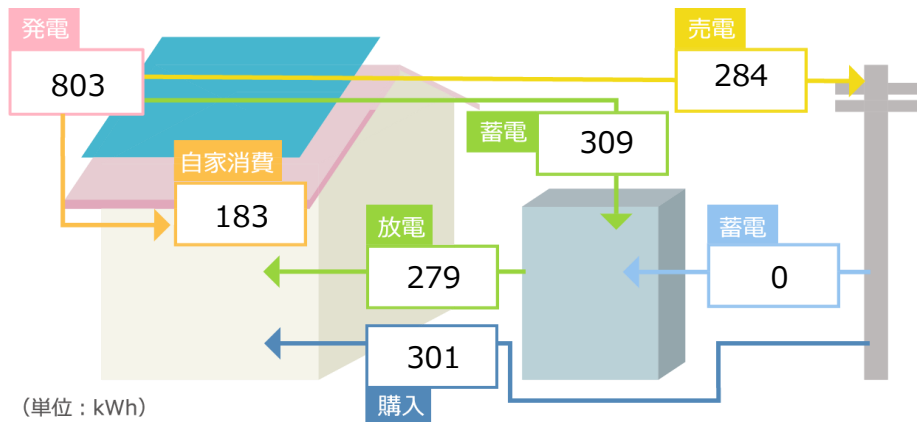 発電
803
売電
284
蓄電
309
自家消費
183
放電
279
蓄電
0
301
購入
（単位：kWh）